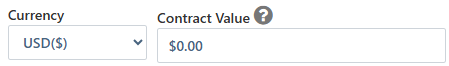 Currency
Contract Value ?
USD($)
$0.00